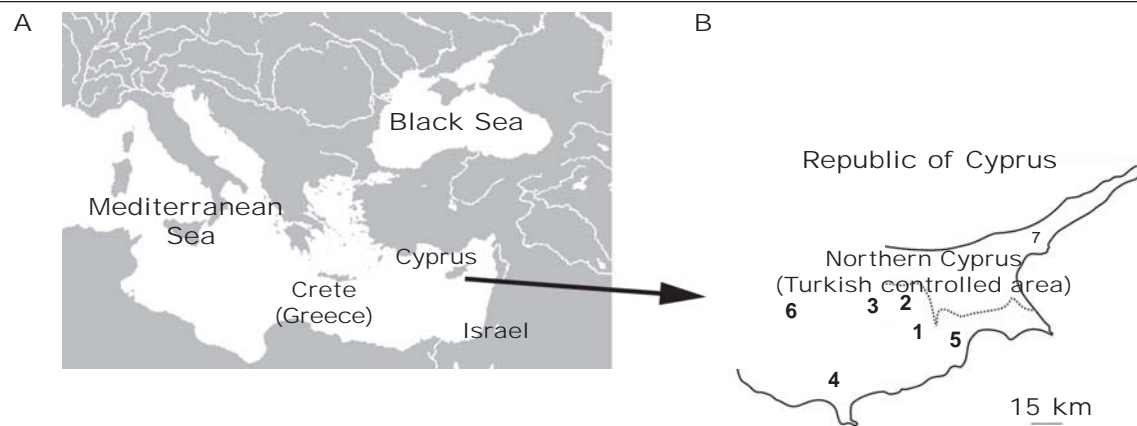 A
B
Black Sea
Republic of Cyprus
Mediterranean
Sea
7
Cyprus
Northern Cyprus
(Turkish controlled area)
Crete
(Greece)
6
3
2
Israel
1
5
4
15 km